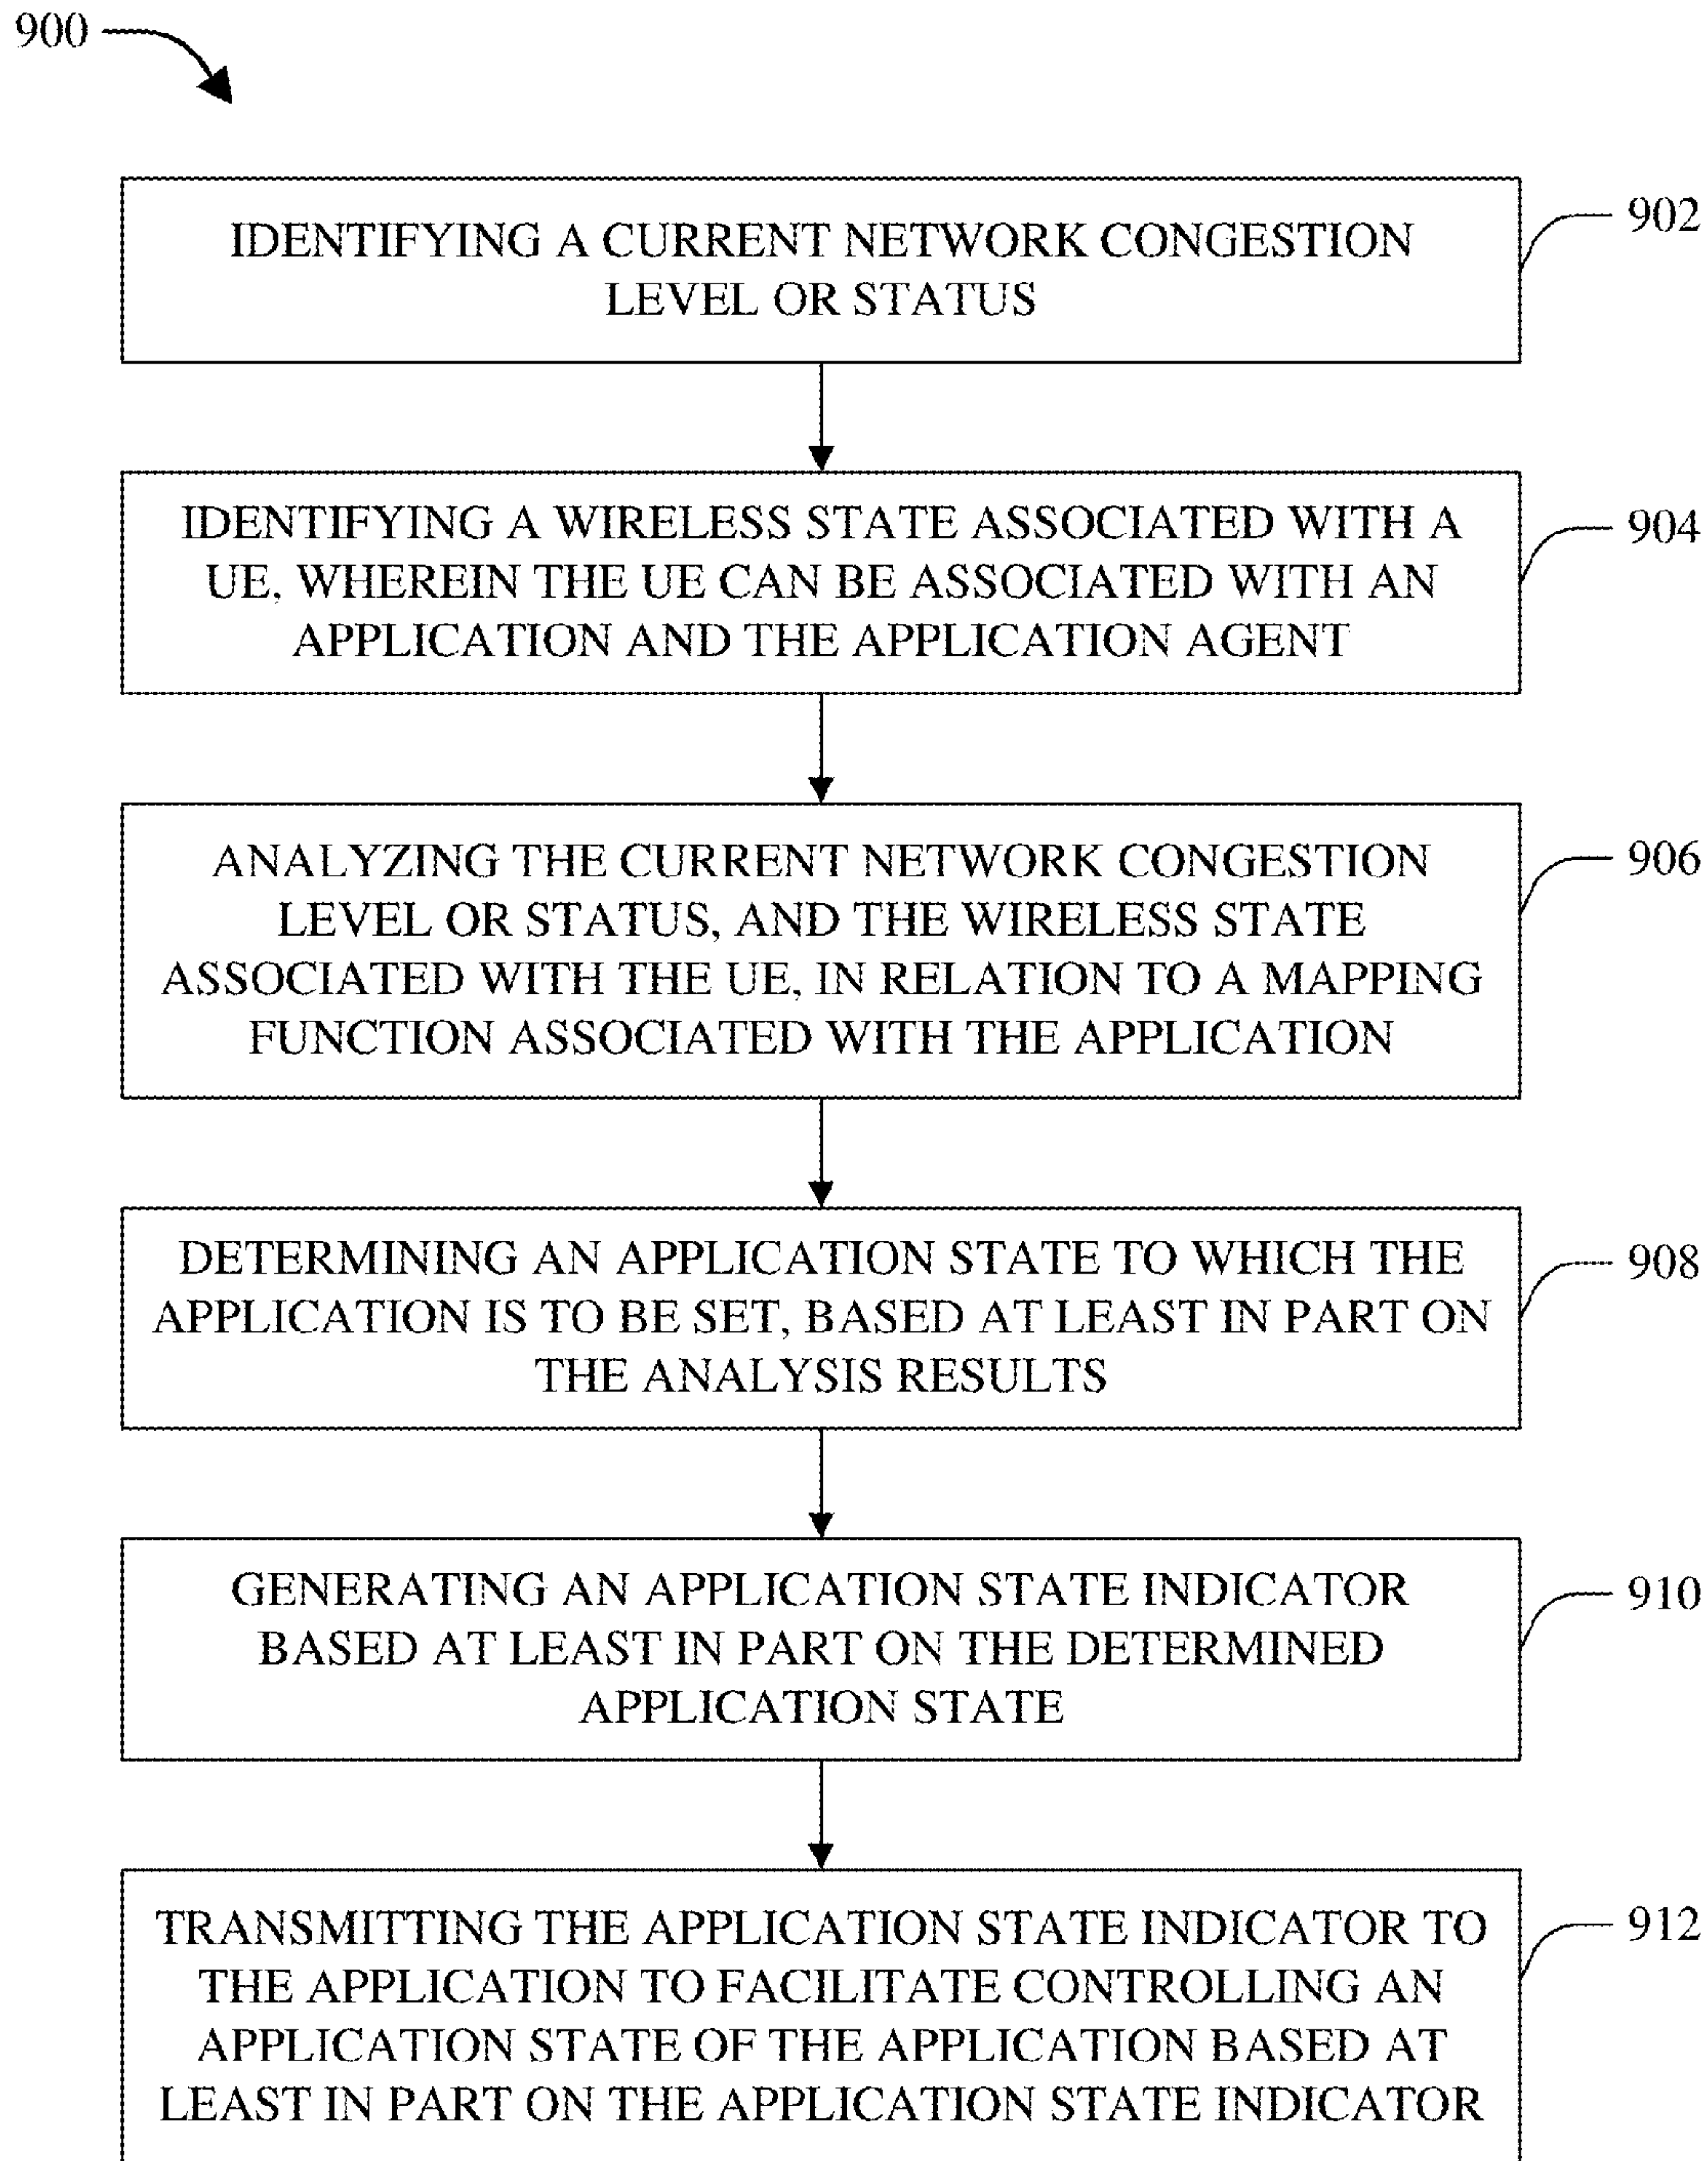 900
IDENTIFYING A CURRENT NETWORK CONGESTION
LEVEL OR STATUS
902
IDENTIFYING A WIRELESS STATE ASSOCIATED WITH A
UE, WHEREIN THE UE CAN BE ASSOCIATED WITH AN
APPLICATION AND THE APPLICATION AGENT
904
ANALYZING THE CURRENT NETWORK CONGESTION
LEVEL OR STATUS, AND THE WIRELESS STATE
ASSOCIATED WITH THE UE, IN RELATION TO A MAPPING
FUNCTION ASSOCIATED WITH THE APPLICATION
906
DETERMINING AN APPLICATION STATE TO WHICH THE
APPLICATION IS TO BE SET, BASED AT LEAST IN PART ON
THE ANALYSIS RESULTS
908
GENERATING AN APPLICATION STATE INDICATOR
BASED AT LEAST IN PART ON THE DETERMINED
APPLICATION STATE
910
TRANSMITTING THE APPLICATION STATE INDICATOR TO
THE APPLICATION TO FACILITATE CONTROLLING AN
APPLICATION STATE OF THE APPLICATION BASED AT
LEAST IN PART ON THE APPLICATION STATE INDICATOR
912